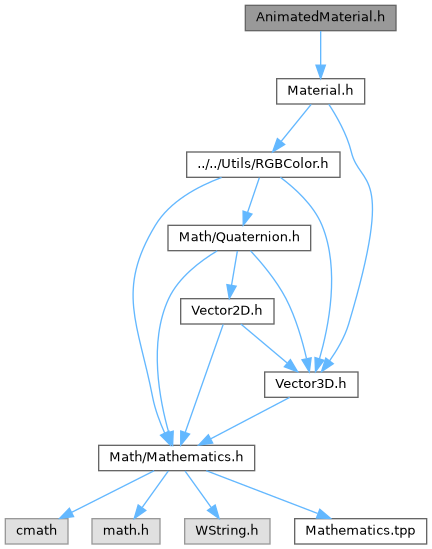 AnimatedMaterial.h
Material.h
../../Utils/RGBColor.h
Math/Quaternion.h
Vector2D.h
Vector3D.h
Math/Mathematics.h
cmath
math.h
WString.h
Mathematics.tpp